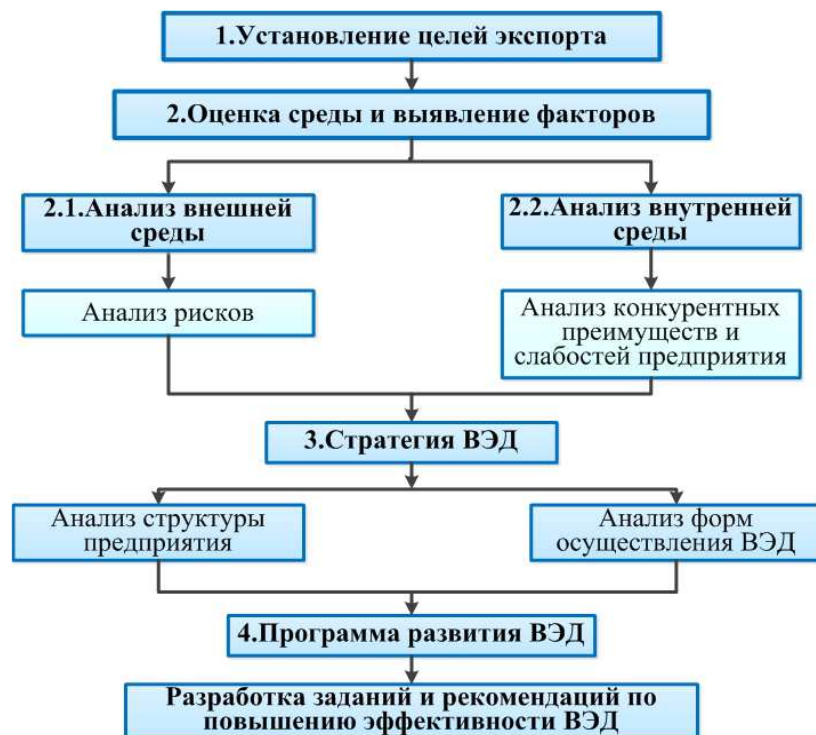 1.Установление целей экспорта
2.Оценка среды и выявление факторов
2.1.Анализ внешней
среды
2.2.Анализ внутренней
среды
Анализ рисков
Анализ конкурентных
преимуществ и
слабостей предприятия
3.Стратегия ВЭД
Анализ структуры
предприятия
Анализ форм
осуществления ВЭД
4.Программа развития ВЭД
Разработка заданий и рекомендаций по
повышению эффективности ВЭД